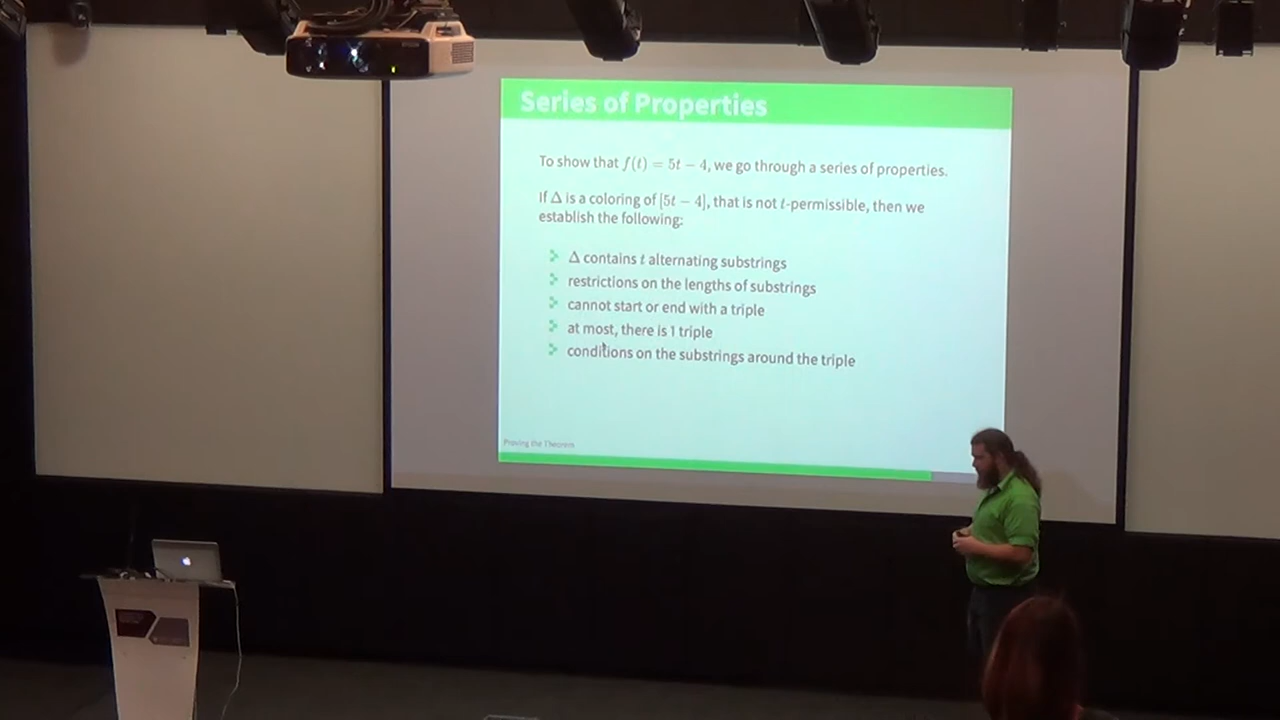 Series of Properties
To show that f(t) = 5t − 4, we go through a series of properties.
If Δ is a coloring of [5t − 4], that is not t-permissible, then we
establish the following:
Δ contains t alternating substrings
restrictions on the lengths of substrings
cannot start or end with a triple
at most, there is 1 triple
conditions on the substrings around the triple
Proving the Theorem